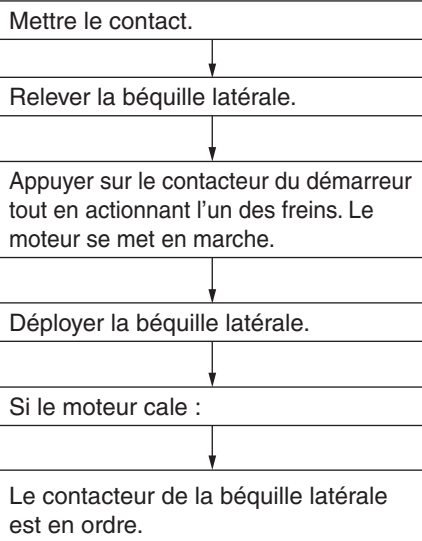 Mettre le contact.
Relever la béquille latérale.
Appuyer sur le contacteur du démarreur
tout en actionnant l’un des freins. Le
moteur se met en marche.
Déployer la béquille latérale.
Si le moteur cale :
Le contacteur de la béquille latérale
est en ordre.